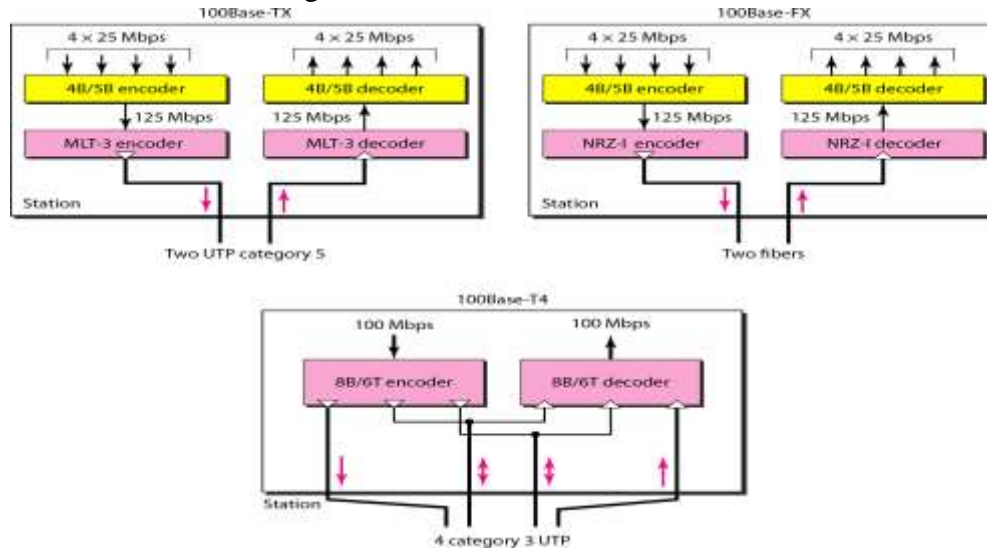 100Base-TX
4 × 25 Mbps 4 × 25 Mbps
4B/5B encoder 4B/5B decoder
125 Mbps 125 Mbps
MLT-3 encoder MLT-3 decoder
Station
Two UTP category 5
100Base-FX
4 × 25 Mbps 4 × 25 Mbps
4B/5B encoder 4B/5B decoder
125 Mbps 125 Mbps
NRZ-I encoder NRZ-I decoder
Station
Two fibers
100Base-T4
100 Mbps 100 Mbps
8B/6T encoder 8B/6T decoder
Station
4 category 3 UTP